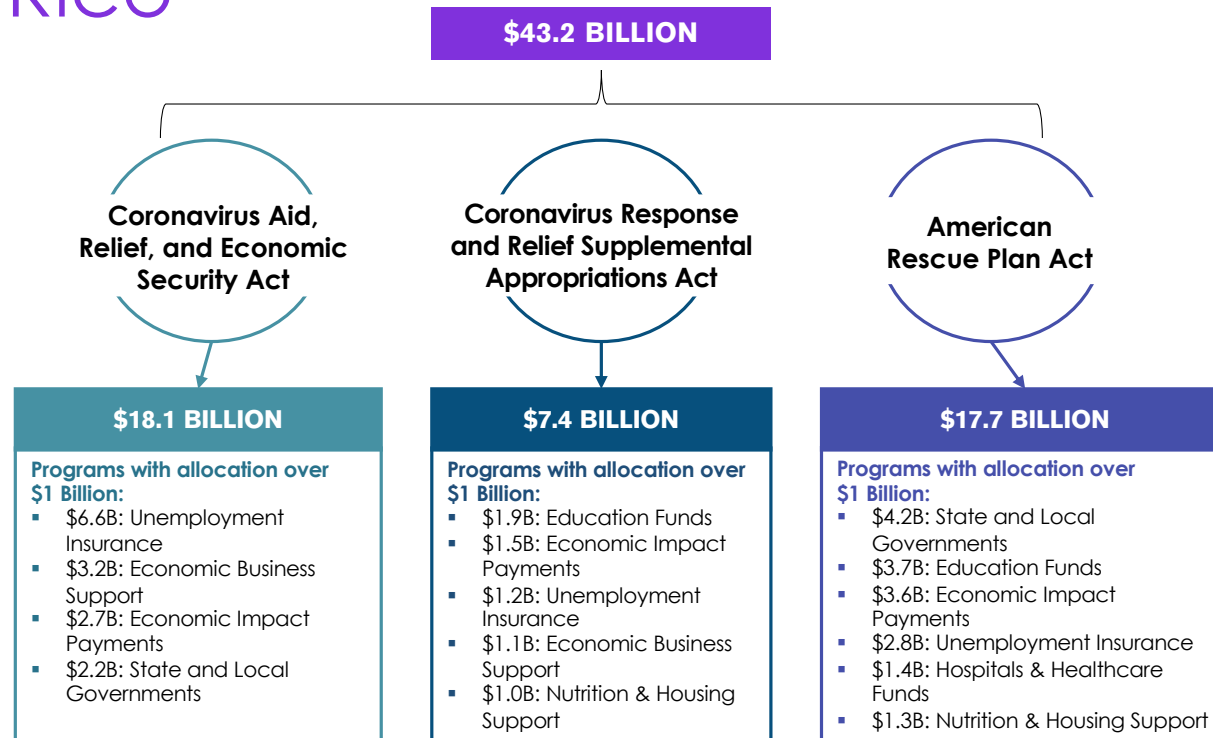 RICO
$43.2 BILLION
Coronavirus Aid,
Relief, and Economic
Security Act
Coronavirus Response
and Relief Supplemental
Appropriations Act
American
Rescue Plan Act
$18.1 BILLION
Programs with allocation over
$1 Billion:
▪ $6.6B: Unemployment
Insurance
▪ $3.2B: Economic Business
Support
▪ $2.7B: Economic Impact
Payments
▪ $2.2B: State and Local
Governments
$7.4 BILLION
Programs with allocation over
$1 Billion:
▪ $1.9B: Education Funds
▪ $1.5B: Economic Impact
Payments
▪ $1.2B: Unemployment
Insurance
▪ $1.1B: Economic Business
Support
▪ $1.0B: Nutrition & Housing
Support
$17.7 BILLION
Programs with allocation over
$1 Billion:
▪ $4.2B: State and Local
Governments
▪ $3.7B: Education Funds
▪ $3.6B: Economic Impact
Payments
▪ $2.8B: Unemployment Insurance
▪ $1.4B: Hospitals & Healthcare
Funds
▪ $1.3B: Nutrition & Housing Support